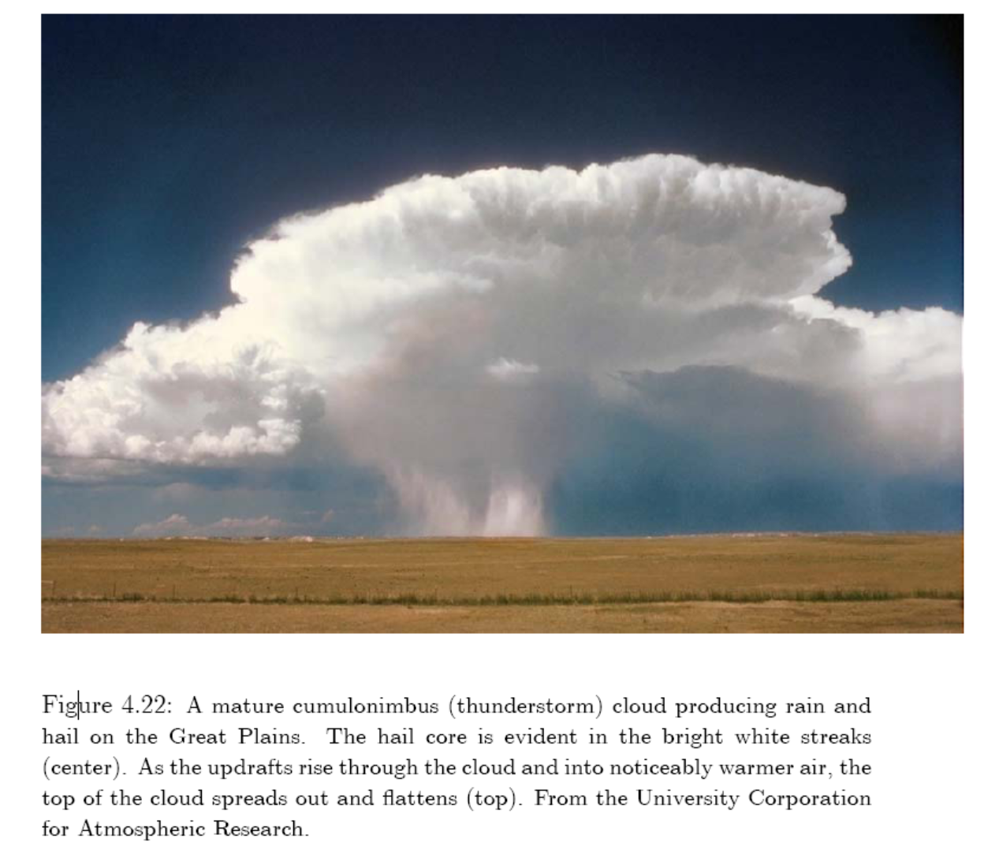 Figure 4.22: A mature cumulonimbus (thunderstorm) cloud producing rain and
hail on the Great Plains. The hail core is evident in the bright white streaks
(center). As the updrafts rise through the cloud and into noticeably warmer air, the
top of the cloud spreads out and flattens (top). From the University Corporation
for Atmospheric Research.